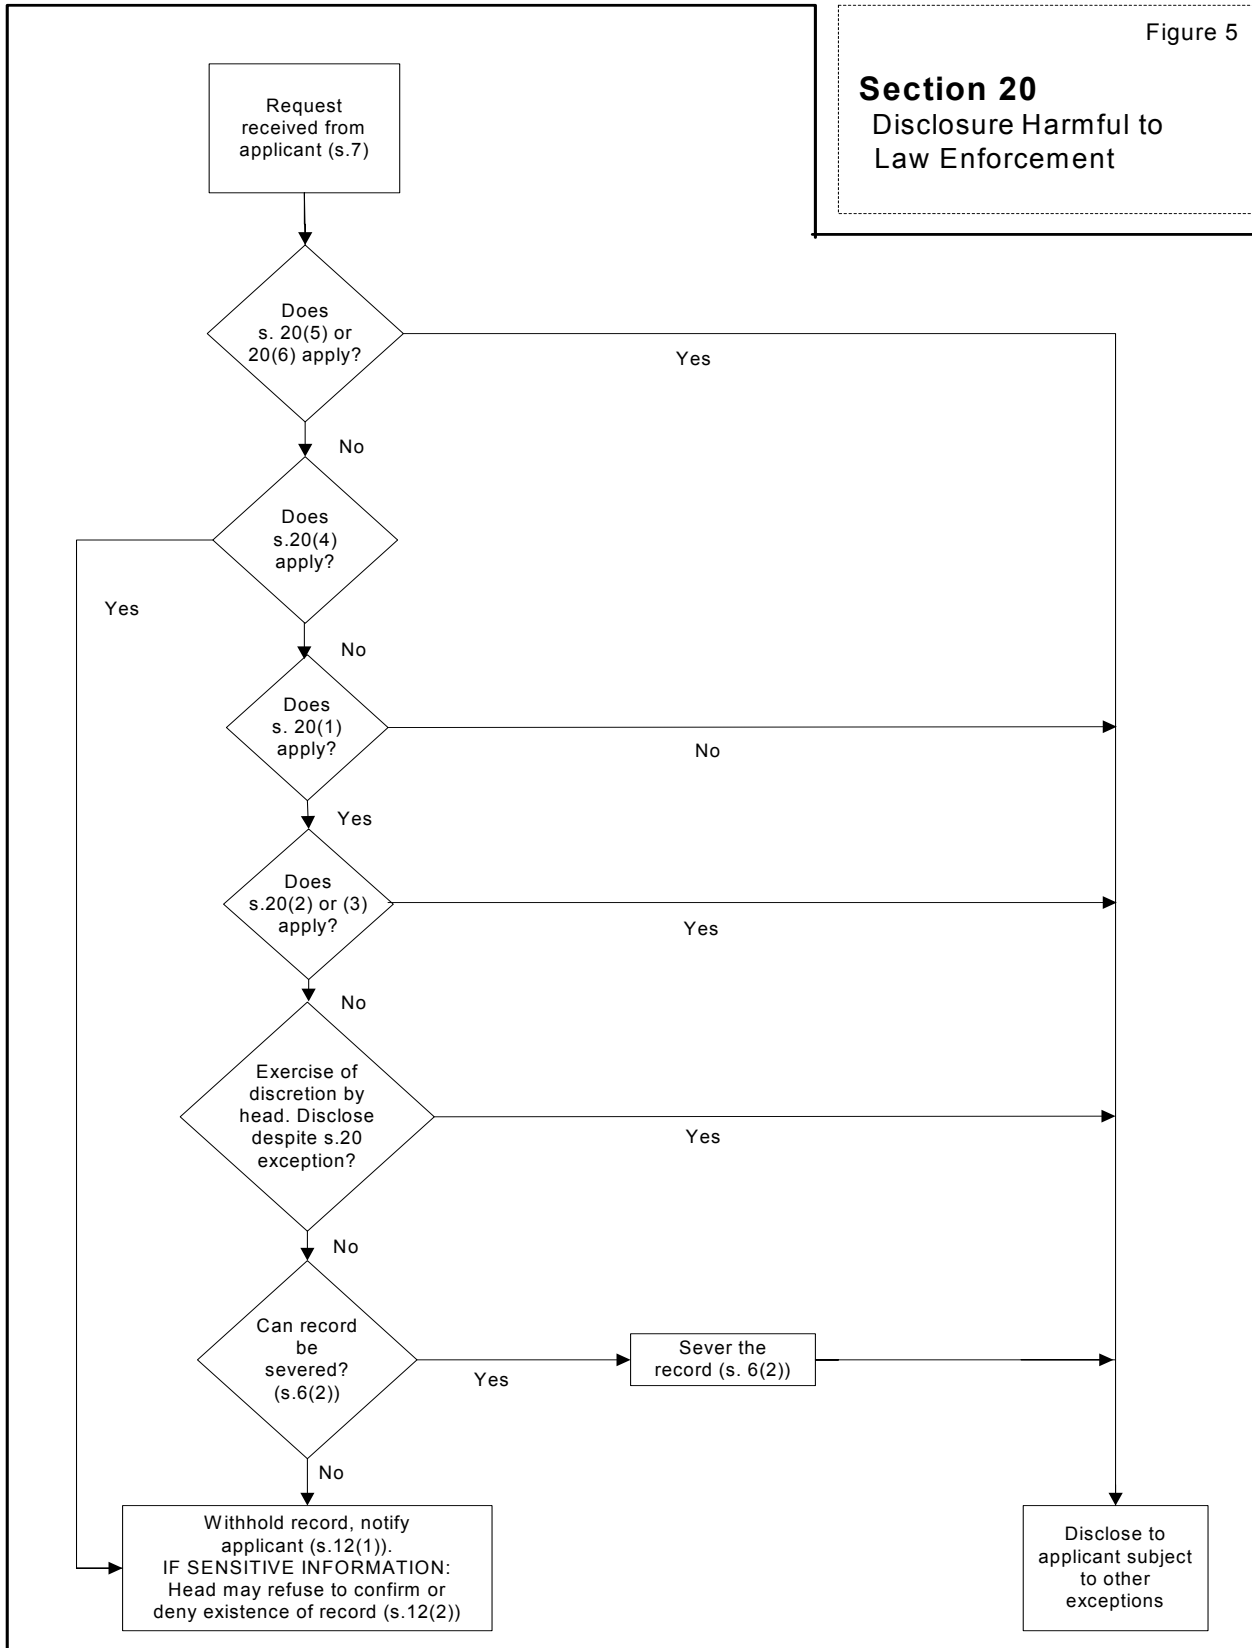 Figure 5
Section 20
Disclosure Harmful to
Law Enforcement
Request
received from
applicant (s.7)
Does
s. 20(5) or
20(6) apply?
Yes
No
Does
s.20(4)
apply?
Yes
No
Does
s. 20(1)
apply?
No
Yes
Does
s.20(2) or (3)
apply?
Yes
No
Exercise of
discretion by
head. Disclose
despite s.20
exception?
Yes
No
Can record
be
severed?
(s.6(2))
Yes
Sever the
record (s. 6(2))
No
Withhold record, notify
applicant (s.12(1)).
IF SENSITIVE INFORMATION:
Head may refuse to confirm or
deny existence of record (s.12(2))
Disclose to
applicant subject
to other
exceptions